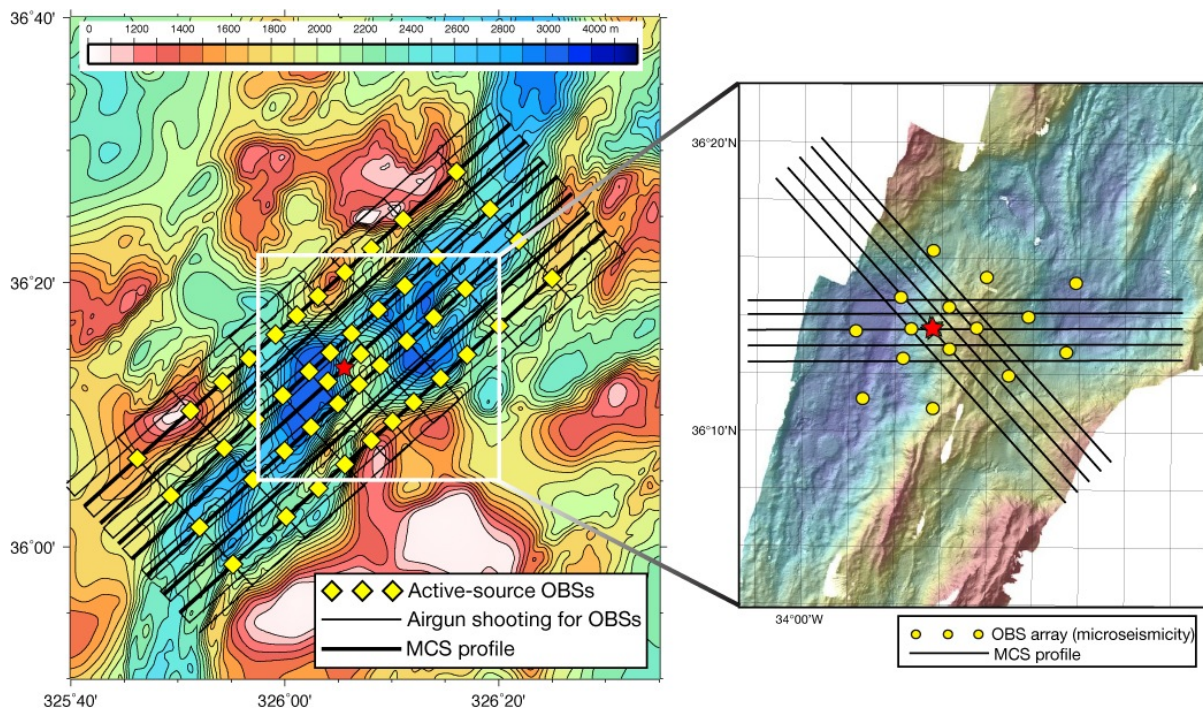 36˚40'
0 1200 1400 1600 1800 2000 2200 2400 2600 2800 3000 4000 m
36˚20'
36˚00'
325˚40' 326˚00' 326˚20'
Active-source OBSs
Airgun shooting for OBSs
MCS profile
36˚20'N
36˚10'N
34˚00'W
OBS array (microseismicity)
MCS profile